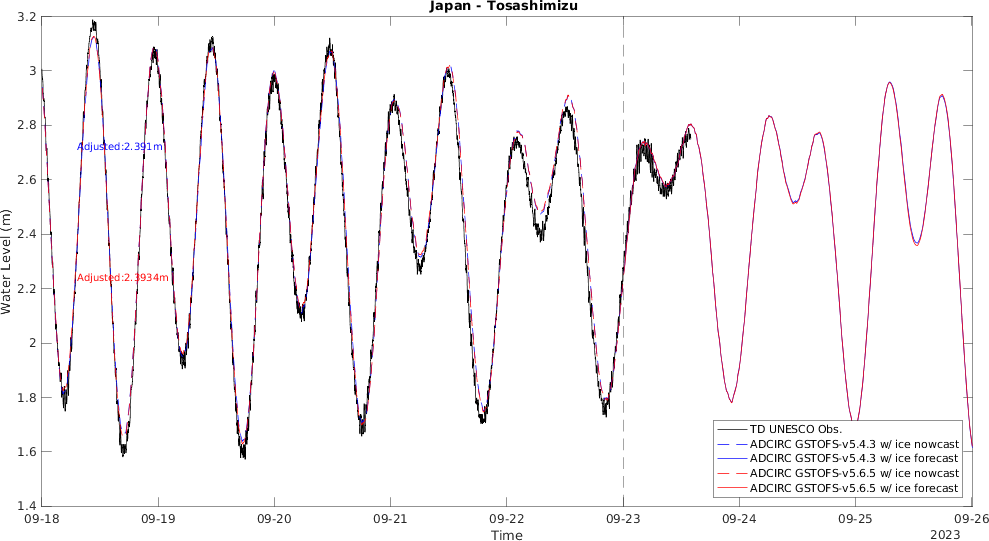 Japan - Tosashimizu
3.2
3
2.8
2.6
2.4
2.2
2
1.8
1.6
1.4
Water Level (m)
Adjusted:2.391m
Adjusted:2.3934m
TD UNESCO Obs.
ADCIRC GSTOFS-v5.4.3 w/ ice nowcast
ADCIRC GSTOFS-v5.4.3 w/ ice forecast
ADCIRC GSTOFS-v5.6.5 w/ ice nowcast
ADCIRC GSTOFS-v5.6.5 w/ ice forecast
09-18 09-19 09-20 09-21 09-22 09-23 09-24 09-25 09-26
Time
2023